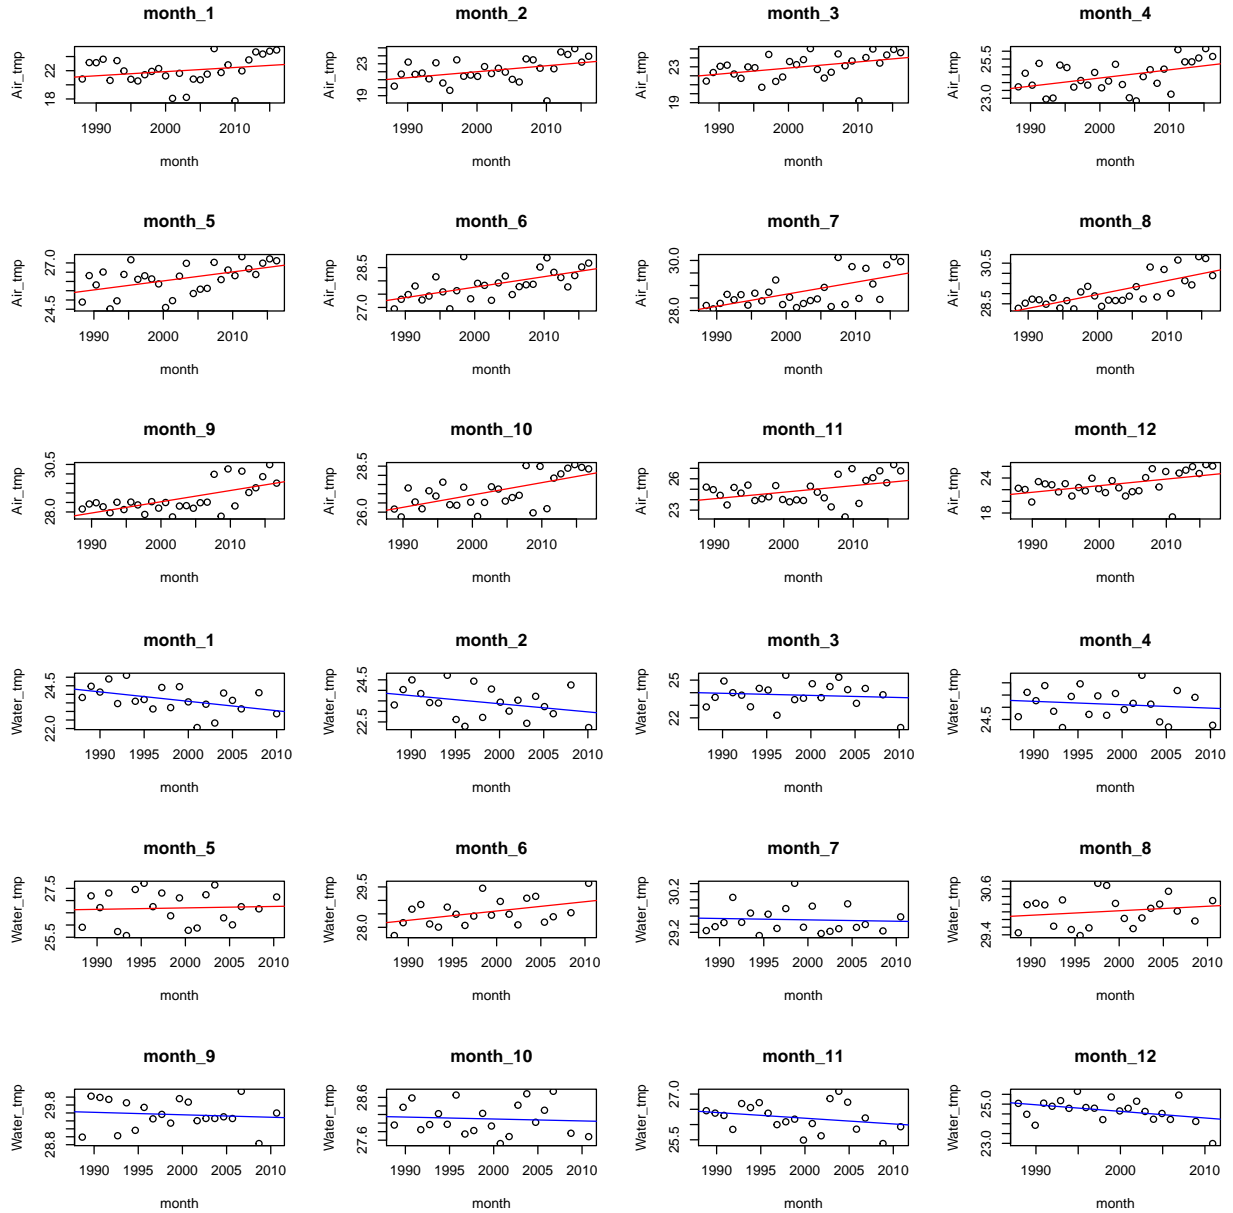 month_1 month_2 month_3 month_4
Air_tmp 18 22 Air_tmp 19 23 Air_tmp 19 22 Air_tmp 23.0 25.5
1990 2000 2010 1990 2000 2010 1990 2000 2010 1990 2000 2010
month month month month
month_5 month_6 month_7 month_8
Air_tmp 24.5 27.0 Air_tmp 27.0 28.5 Air_tmp 28.0 30.0 Air_tmp 28.5 30.5
1990 2000 2010 1990 2000 2010 1990 2000 2010 1990 2000 2010
month month month month
month_9 month_10 month_11 month_12
Air_tmp 28.0 30.5 Air_tmp 26.0 28.5 Air_tmp 23 26 Air_tmp 18 24
1990 2000 2010 1990 2000 2010 1990 2000 2010 1990 2000 2010
month month month month
month_1 month_2 month_3 month_4
Water_tmp 22.0 24.5 Water_tmp 22.5 24.5 Water_tmp 22 25 Water_tmp 24.5
1990 1995 2000 2005 2010 1990 1995 2000 2005 2010 1990 1995 2000 2005 2010 1990 1995 2000 2005 2010
month month month month
month_5 month_6 month_7 month_8
Water_tmp 25.5 27.5 Water_tmp 28.0 29.5 Water_tmp 29.2 30.2 Water_tmp 29.4 30.6
1990 1995 2000 2005 2010 1990 1995 2000 2005 2010 1990 1995 2000 2005 2010 1990 1995 2000 2005 2010
month month month month
month_9 month_10 month_11 month_12
Water_tmp 28.8 29.8 Water_tmp 27.6 28.6 Water_tmp 25.5 27.0 Water_tmp 23.0 25.0
1990 1995 2000 2005 2010 1990 1995 2000 2005 2010 1990 1995 2000 2005 2010 1990 2000 2010
month month month month